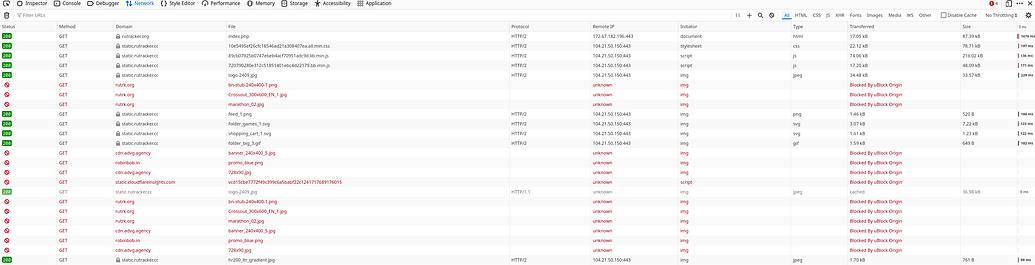 Inspector Console Debugger Network Style Editor Performance Memory Storage Accessibility Application 4
Filter URLs All HTML CSS JS XHR Fonts Images Media WS Other Disable Cache No Throttling
Status Method Domain File Protocol Remote IP Initiator Type Transferred Size
200 GET rutracker.org index.php HTTP/2 172.67.182.196:443 document html 17.05 kB 87.39 kB
200 GET static.rutracker.cc HTTP/2 104.21.50.150:443 stylesheet css 22.12 kB 78.71 kB
200 GET static.rutracker.cc HTTP/2 104.21.50.150:443 script js 74.06 kB 216.02 kB
200 GET static.rutracker.cc HTTP/2 104.21.50.150:443 script js 17.20 kB 48.09 kB
200 GET static.rutracker.cc logo-2409.jpg HTTP/2 104.21.50.150:443 img jpeg 34.48 kB 33.57 kB
GET rutrk.org bn-stub-240x400-1.png unknown img Blocked By uBlock Origin
GET rutrk.org Crossout_300x600_EN_1.jpg unknown img Blocked By uBlock Origin
GET rutrk.org marathon_02.jpg unknown img Blocked By uBlock Origin
200 GET static.rutracker.cc feed_1.png HTTP/2 104.21.50.150:443 img png 1.46 kB 520 B
200 GET static.rutracker.cc folder_games_1.svg HTTP/2 104.21.50.150:443 img svg 3.07 kB 7.22 kB
200 GET static.rutracker.cc shopping_cart_1.svg HTTP/2 104.21.50.150:443 img svg 1.61 kB 1.23 kB
200 GET static.rutracker.cc folder_big_3.gif HTTP/2 104.21.50.150:443 img gif 1.59 kB 649 B
GET cdn.advg.agency banner_240x400_5.jpg unknown img Blocked By uBlock Origin
GET robinbob.in promo_blue.png unknown img Blocked By uBlock Origin
GET cdn.advg.agency 728x90.jpg unknown img Blocked By uBlock Origin
GET static.cloudflareinsights.com unknown script Blocked By uBlock Origin
200 GET static.rutracker.cc logo-2409.jpg HTTP/1.1 unknown img jpeg cached 36.98 kB 0 ms
GET rutrk.org bn-stub-240x400-1.png unknown img Blocked By uBlock Origin
GET rutrk.org Crossout_300x600_EN_1.jpg unknown img Blocked By uBlock Origin
GET rutrk.org marathon_02.jpg unknown img Blocked By uBlock Origin
GET cdn.advg.agency banner_240x400_5.jpg unknown img Blocked By uBlock Origin
GET robinbob.in promo_blue.png unknown img Blocked By uBlock Origin
GET cdn.advg.agency 728x90.jpg unknown img Blocked By uBlock Origin
200 GET static.rutracker.cc hr200_ltr_gradient.jpg HTTP/2 104.21.50.150:443 img jpeg 1.70 kB 761 B